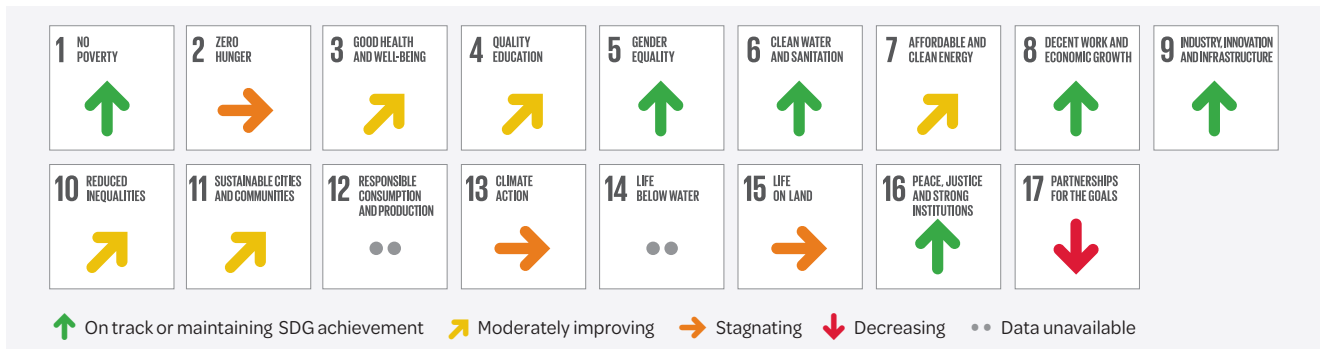 1 NO
POVERTY
2 ZERO
HUNGER
3 GOOD HEALTH
AND WELL-BEING
4 QUALITY
EDUCATION
5 GENDER
EQUALITY
6 CLEAN WATER
AND SANITATION
7 AFFORDABLE AND
CLEAN ENERGY
8 DECENT WORK AND
ECONOMIC GROWTH
9 INDUSTRY, INNOVATION
AND INFRASTRUCTURE
10 REDUCED
INEQUALITIES
11 SUSTAINABLE CITIES
AND COMMUNITIES
12 RESPONSIBLE
CONSUMPTION
AND PRODUCTION
13 CLIMATE
ACTION
14 LIFE
BELOW WATER
15 LIFE
ON LAND
16 PEACE, JUSTICE
AND STRONG
INSTITUTIONS
17 PARTNERSHIPS
FOR THE GOALS
On track or maintaining SDG achievement
Moderately improving
Stagnating
Decreasing
Data unavailable